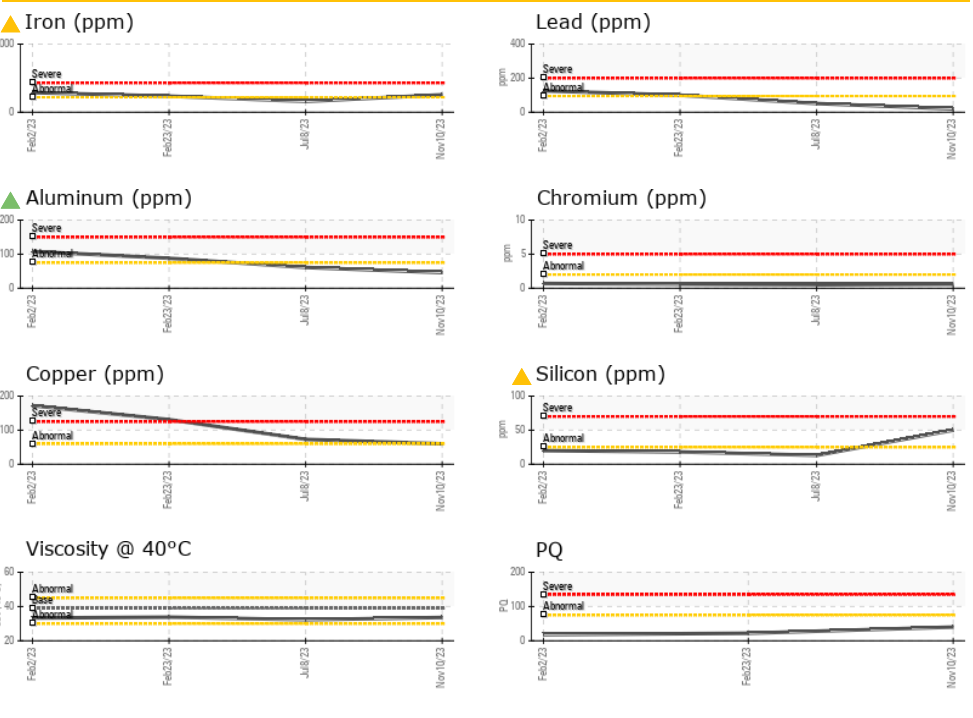 Iron (ppm)
000
Severe
Abnormal
0
Feb2/23
Feb23/23
Jul8/23
Nov10/23
Lead (ppm)
400
200
0
ppm
Severe
Abnormal
Feb2/23
Feb23/23
Jul8/23
Nov10/23
Aluminum (ppm)
200
100
0
Severe
Abnormal
Feb2/23
Feb23/23
Jul8/23
Nov10/23
Chromium (ppm)
10
5
0
ppm
Severe
Abnormal
Feb2/23
Feb23/23
Jul8/23
Nov10/23
Copper (ppm)
200
100
0
Severe
Abnormal
Feb2/23
Feb23/23
Jul8/23
Nov10/23
Silicon (ppm)
100
50
0
ppm
Severe
Abnormal
Feb2/23
Feb23/23
Jul8/23
Nov10/23
Viscosity @ 40°C
60
40
20
Abnormal
Base
Abnormal
Feb2/23
Feb23/23
Jul8/23
Nov10/23
PQ
200
100
0
PQ
Severe
Abnormal
Feb2/23
Feb23/23
Nov10/23